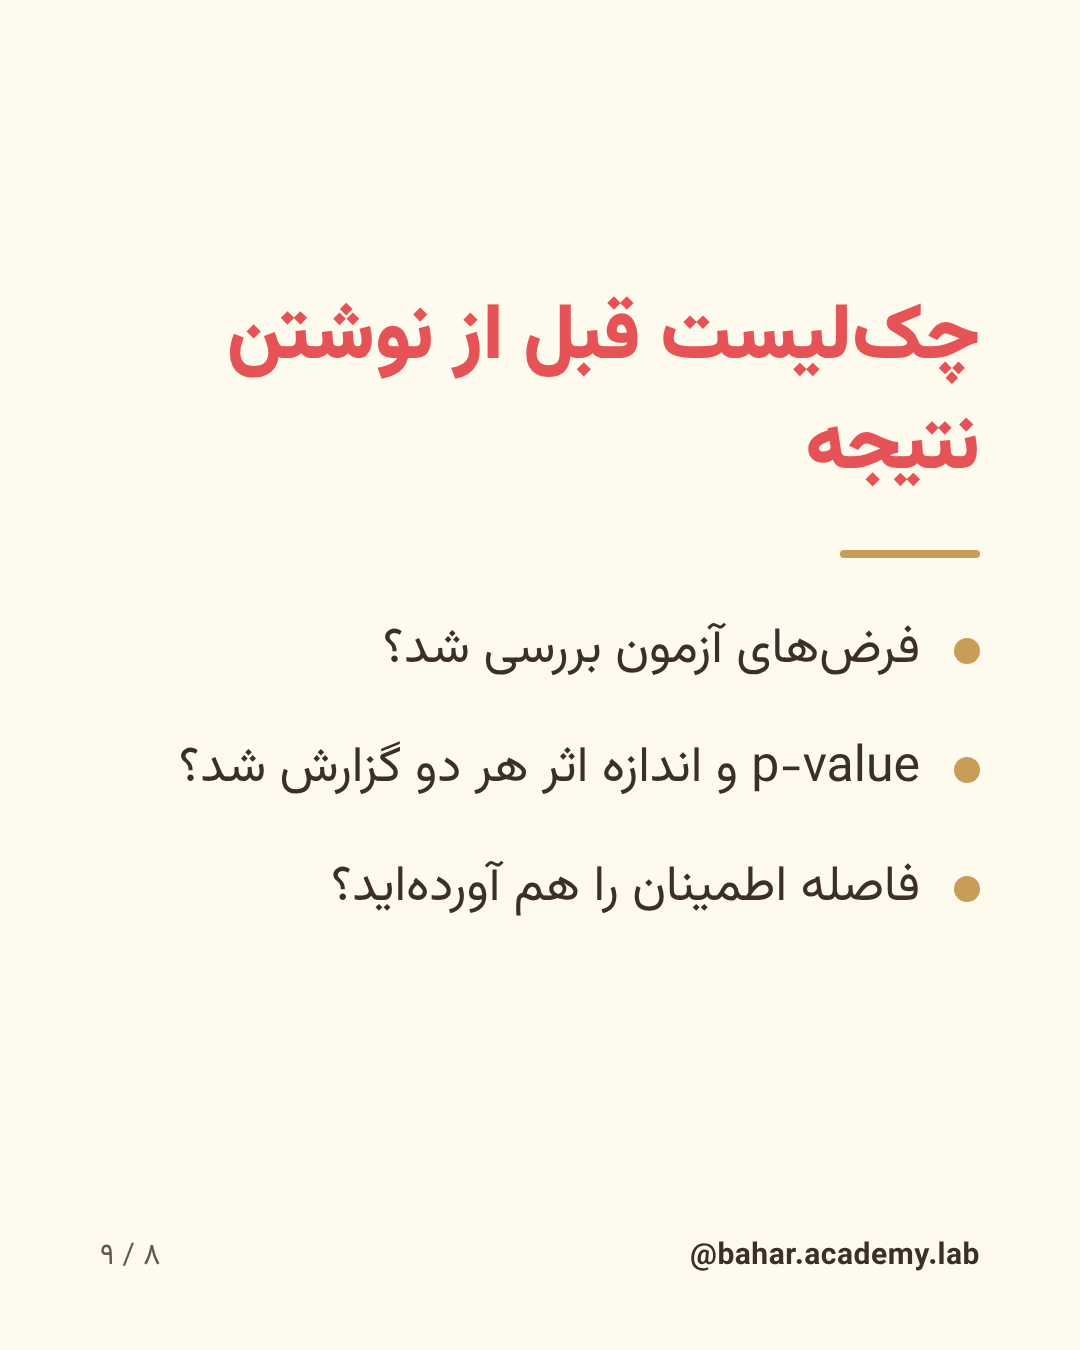 چک‌لیست قبل از نوشتن
نتیجه
فرض‌های آزمون بررسی شد؟
p-value و اندازه اثر هر دو گزارش شد؟
فاصله اطمینان را هم آورده‌اید؟
@bahar.academy.lab
۸ / ۹